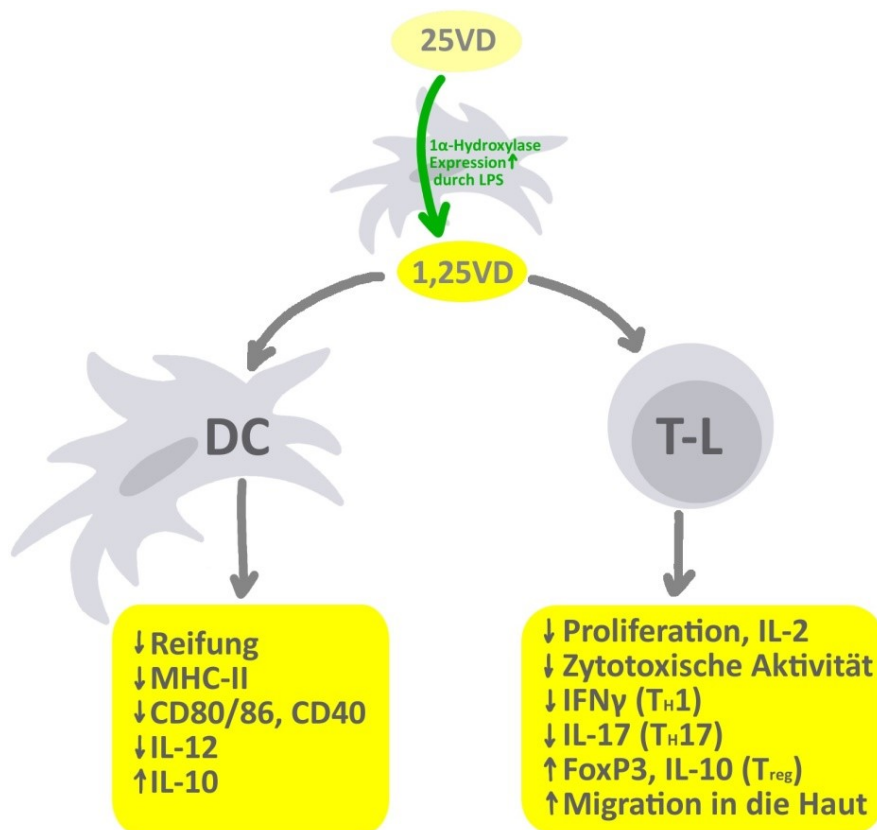 25VD
1α-Hydroxylase
Expression↑
durch LPS
1,25VD
DC
T-L
↓Reifung
↓MHC-II
↓CD80/86, CD40
↓IL-12
↑IL-10
↓Proliferation, IL-2
↓Zytotoxische Aktivität
↓IFNγ (TH1)
↓IL-17 (TH17)
↑FoxP3, IL-10 (Treg)
↑Migration in die Haut